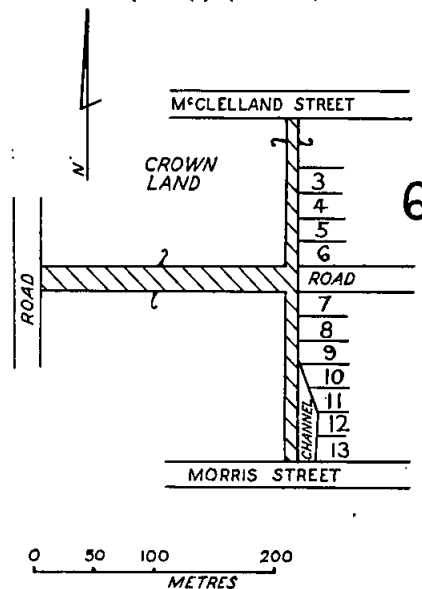 McCLELLAND STREET
N
CROWN
LAND
3
4
5
6
6
ROAD
ROAD
7
8
9
10
11
12
13
CHANNEL
MORRIS STREET
0 50 100 200
METRES